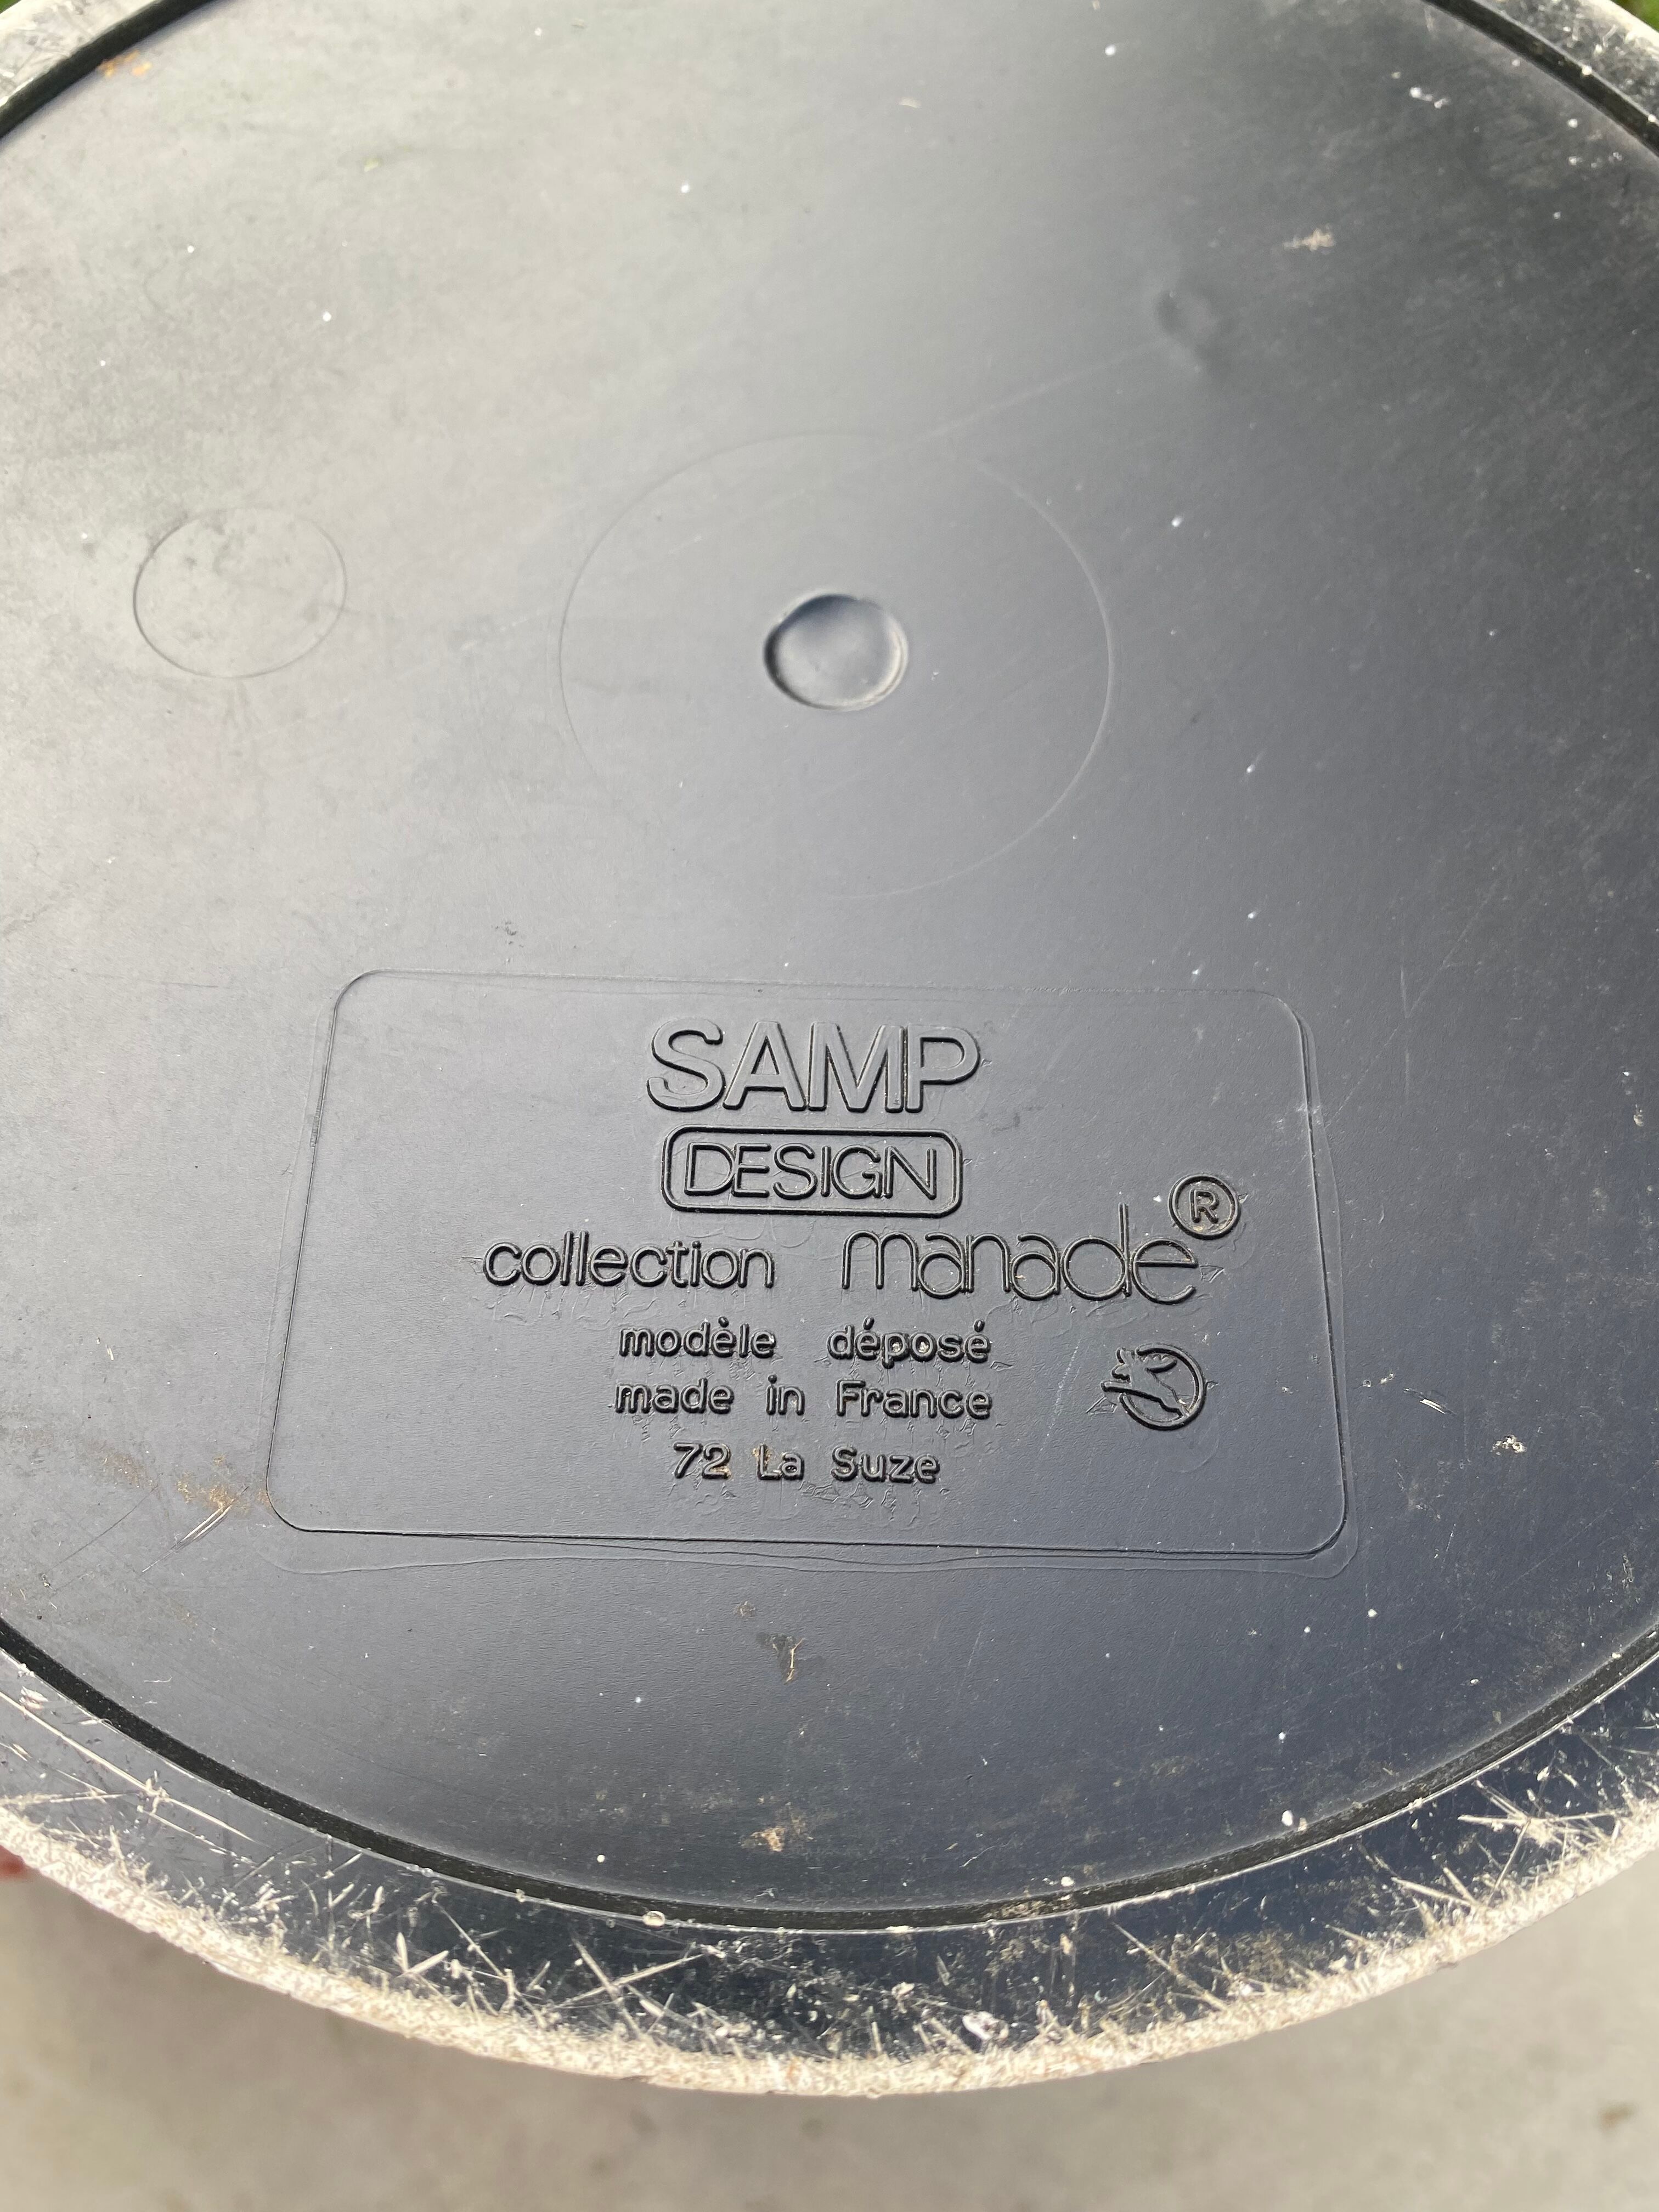 SAMP
DESIGN
collection manade ®
modèle déposé
made in France
72 La Suze